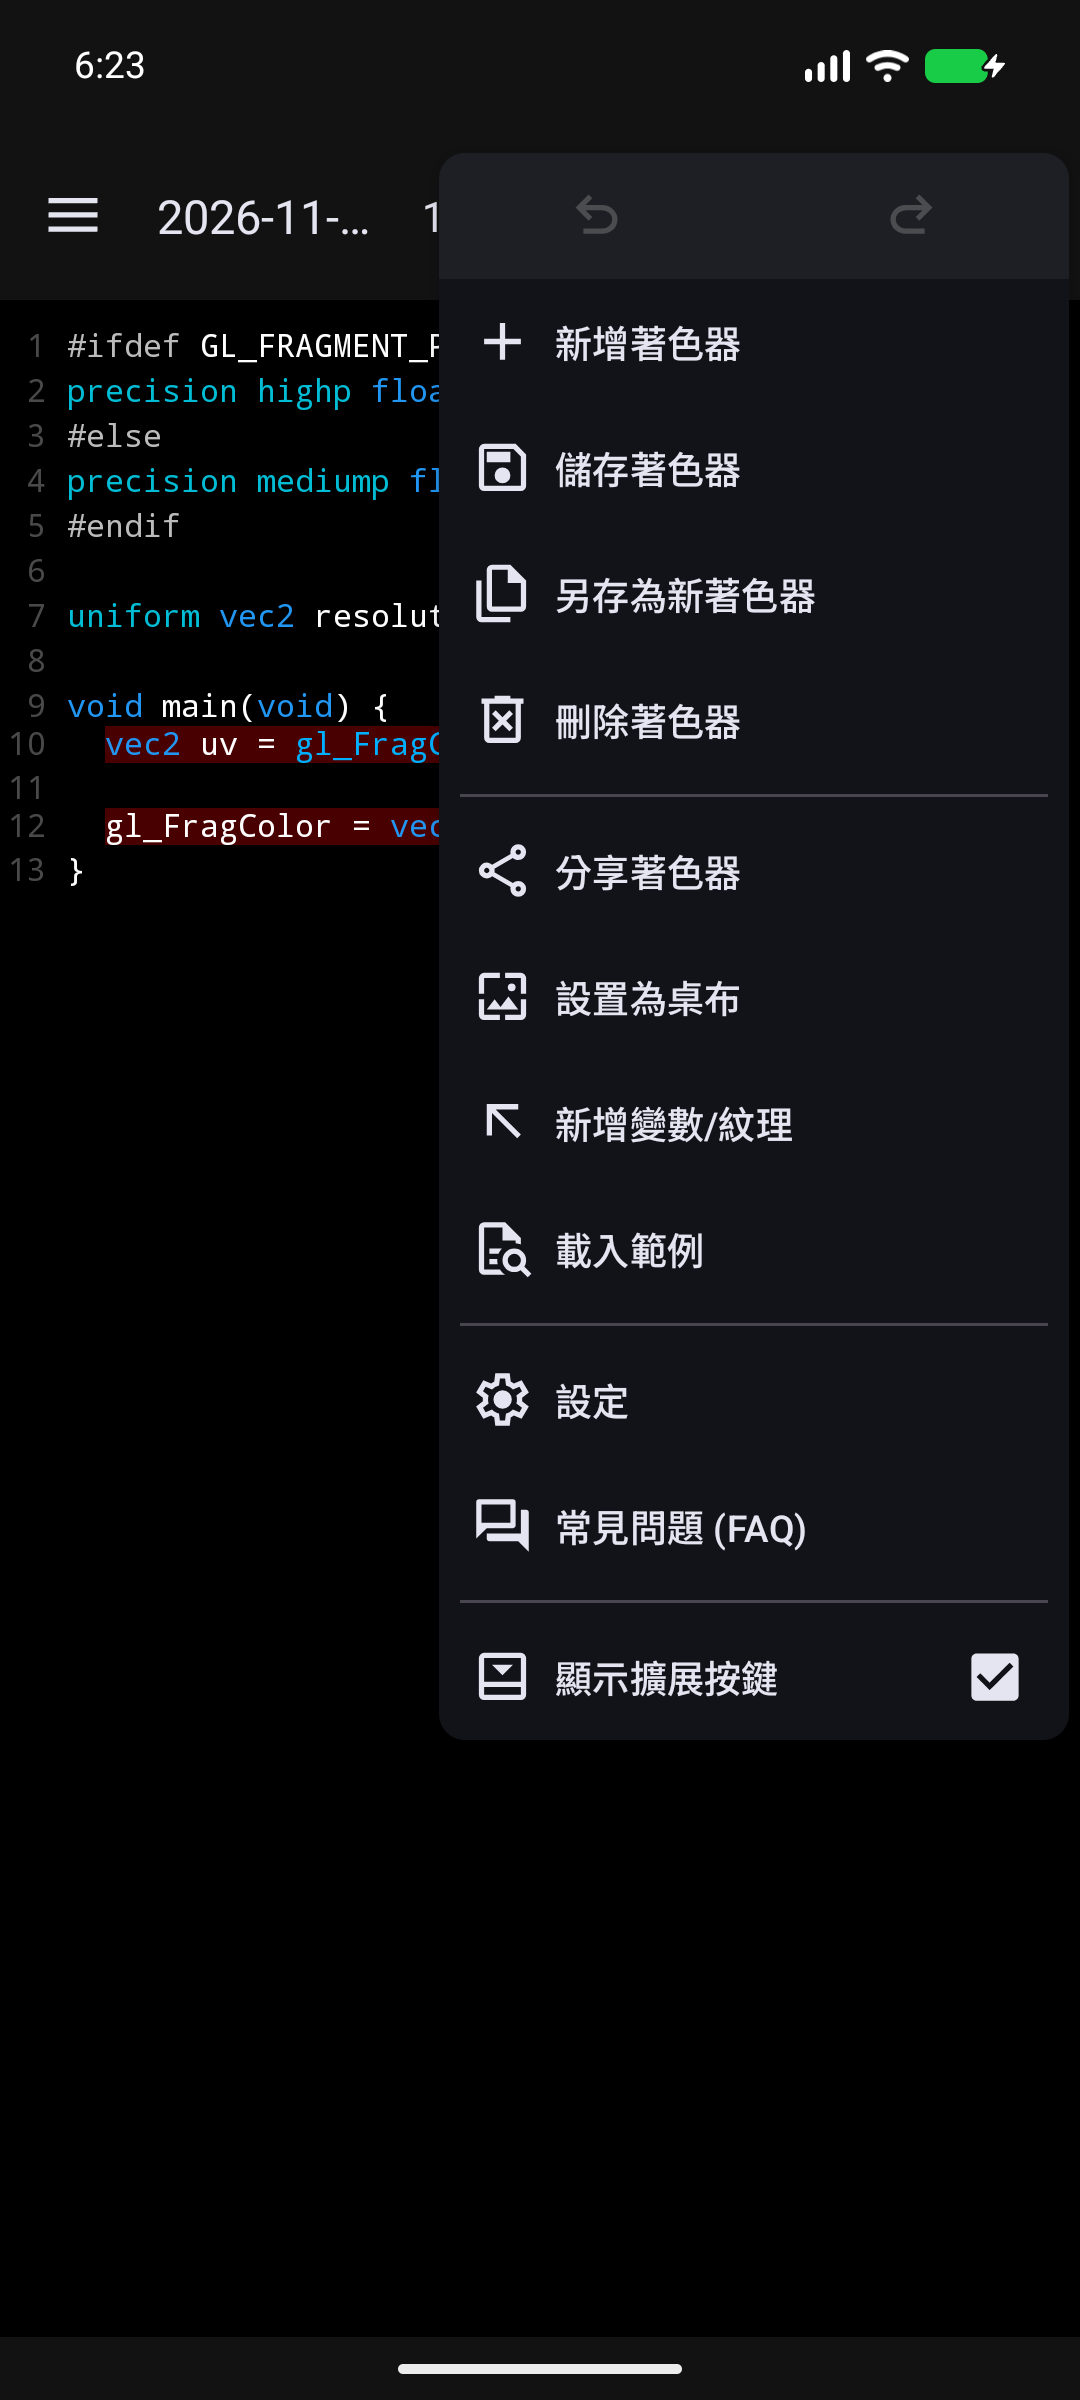 6:23
2026-11-… 1
新增著色器
儲存著色器
另存為新著色器
刪除著色器
分享著色器
設置為桌布
新增變數/紋理
載入範例
設定
常見問題 (FAQ)
顯示擴展按鍵
1 #ifdef GL_FRAGMENT_P
2 precision highp floa
3 #else
4 precision mediump fl
5 #endif
6
7 uniform vec2 resolut
8
9 void main(void) {
10 vec2 uv = gl_FragC
11
12 gl_FragColor = vec
13 }